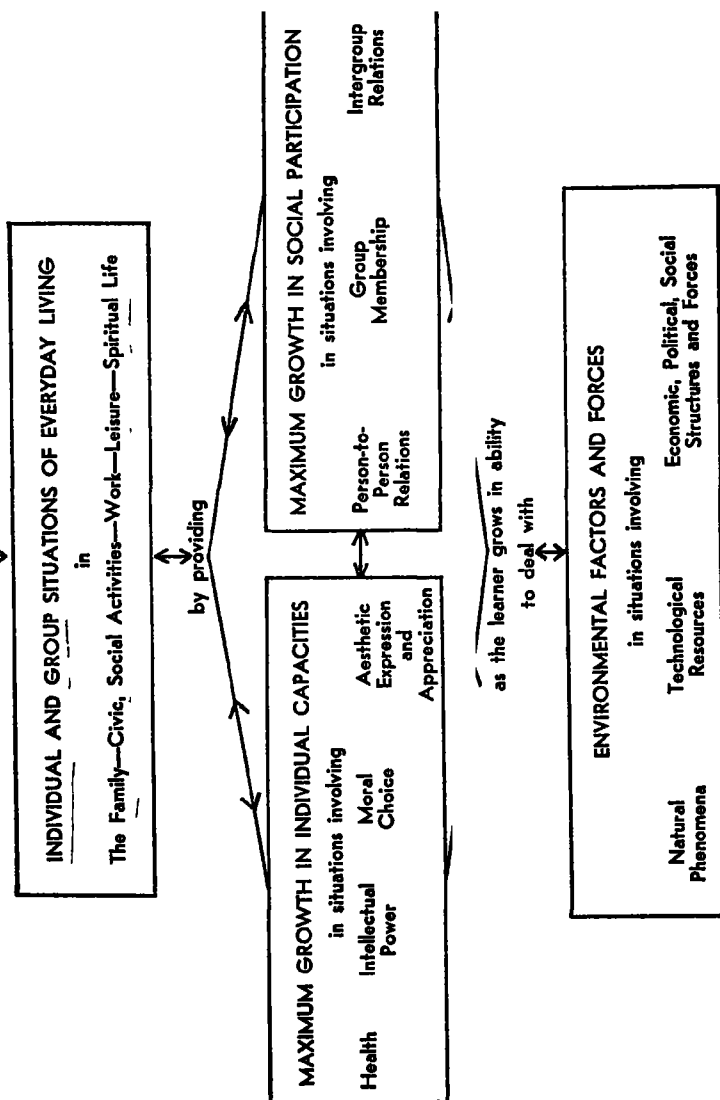 INDIVIDUAL AND GROUP SITUATIONS OF EVERYDAY LIVING
in
The Family—Civic, Social Activities—Work—Leisure—Spiritual Life
by providing
MAXIMUM GROWTH IN INDIVIDUAL CAPACITIES
in situations involving
Health
Intellectual
Power
Moral
Choice
Aesthetic
Expression
and
Appreciation
MAXIMUM GROWTH IN SOCIAL PARTICIPATION
in situations involving
Person-to-
Person
Relations
Group
Membership
Intergroup
Relations
as the learner grows in ability
to deal with
ENVIRONMENTAL FACTORS AND FORCES
in situations involving
Natural
Phenomena
Technological
Resources
Economic, Political, Social
Structures and Forces